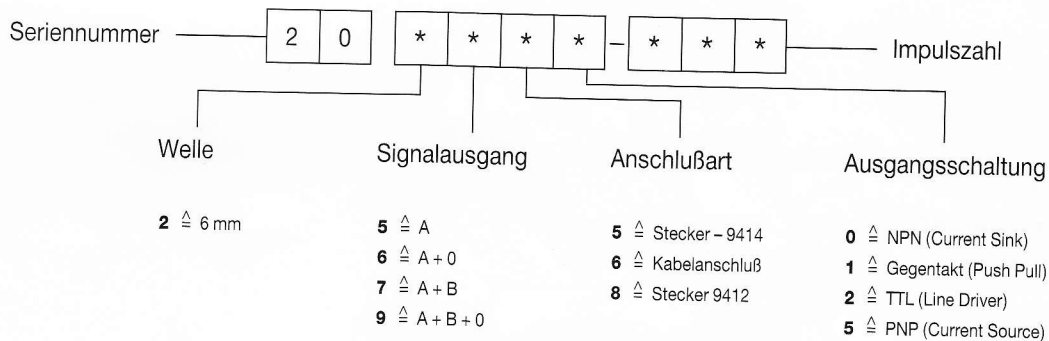 Seriennummer 2 0 * * * * – * * * Impulszahl
Welle
Signalausgang
Anschlußart
Ausgangsschaltung
2 ≙ 6 mm
5 ≙ A
6 ≙ A + 0
7 ≙ A + B
9 ≙ A + B + 0
5 ≙ Stecker – 9414
6 ≙ Kabelanschluß
8 ≙ Stecker 9412
0 ≙ NPN (Current Sink)
1 ≙ Gegentakt (Push Pull)
2 ≙ TTL (Line Driver)
5 ≙ PNP (Current Source)